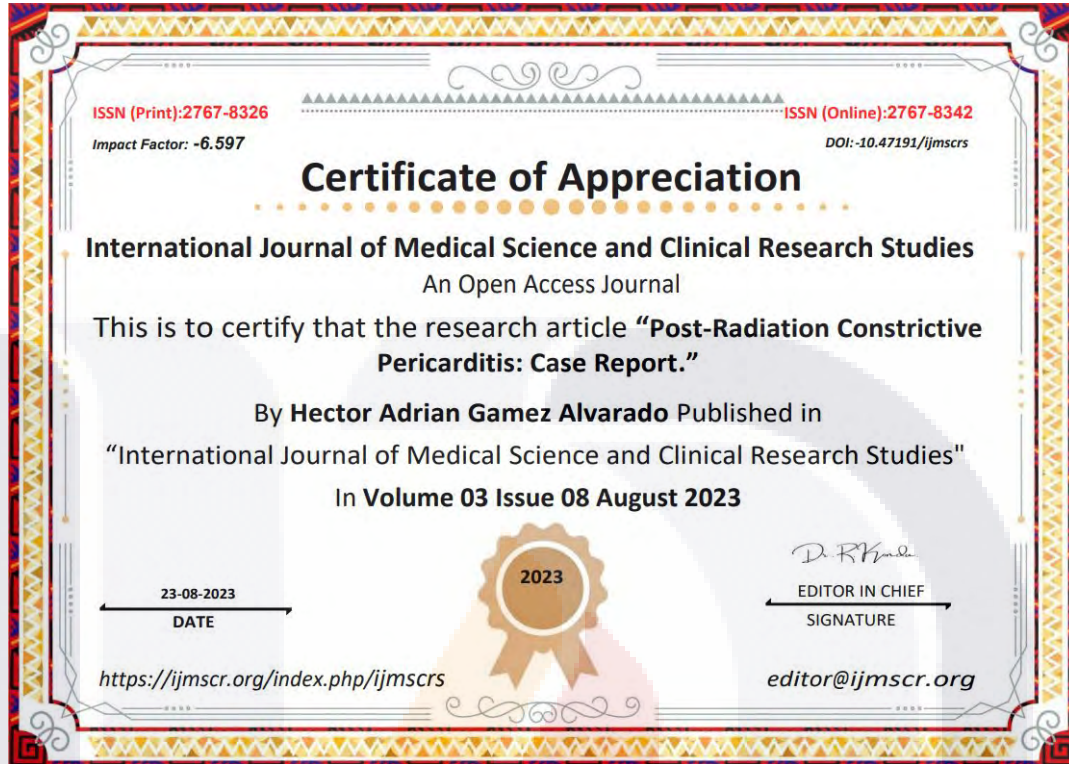 ISSN (Print):2767-8326
ISSN (Online):2767-8342
Impact Factor: -6.597
DOI:-10.47191/ijmscrs
Certificate of Appreciation
International Journal of Medical Science and Clinical Research Studies
An Open Access Journal
This is to certify that the research article “Post-Radiation Constrictive
Pericarditis: Case Report.”
By Hector Adrian Gamez Alvarado Published in
“International Journal of Medical Science and Clinical Research Studies"
In Volume 03 Issue 08 August 2023
2023
23-08-2023
DATE
EDITOR IN CHIEF
SIGNATURE
https://ijmscr.org/index.php/ijmscrs
editor@ijmscr.org